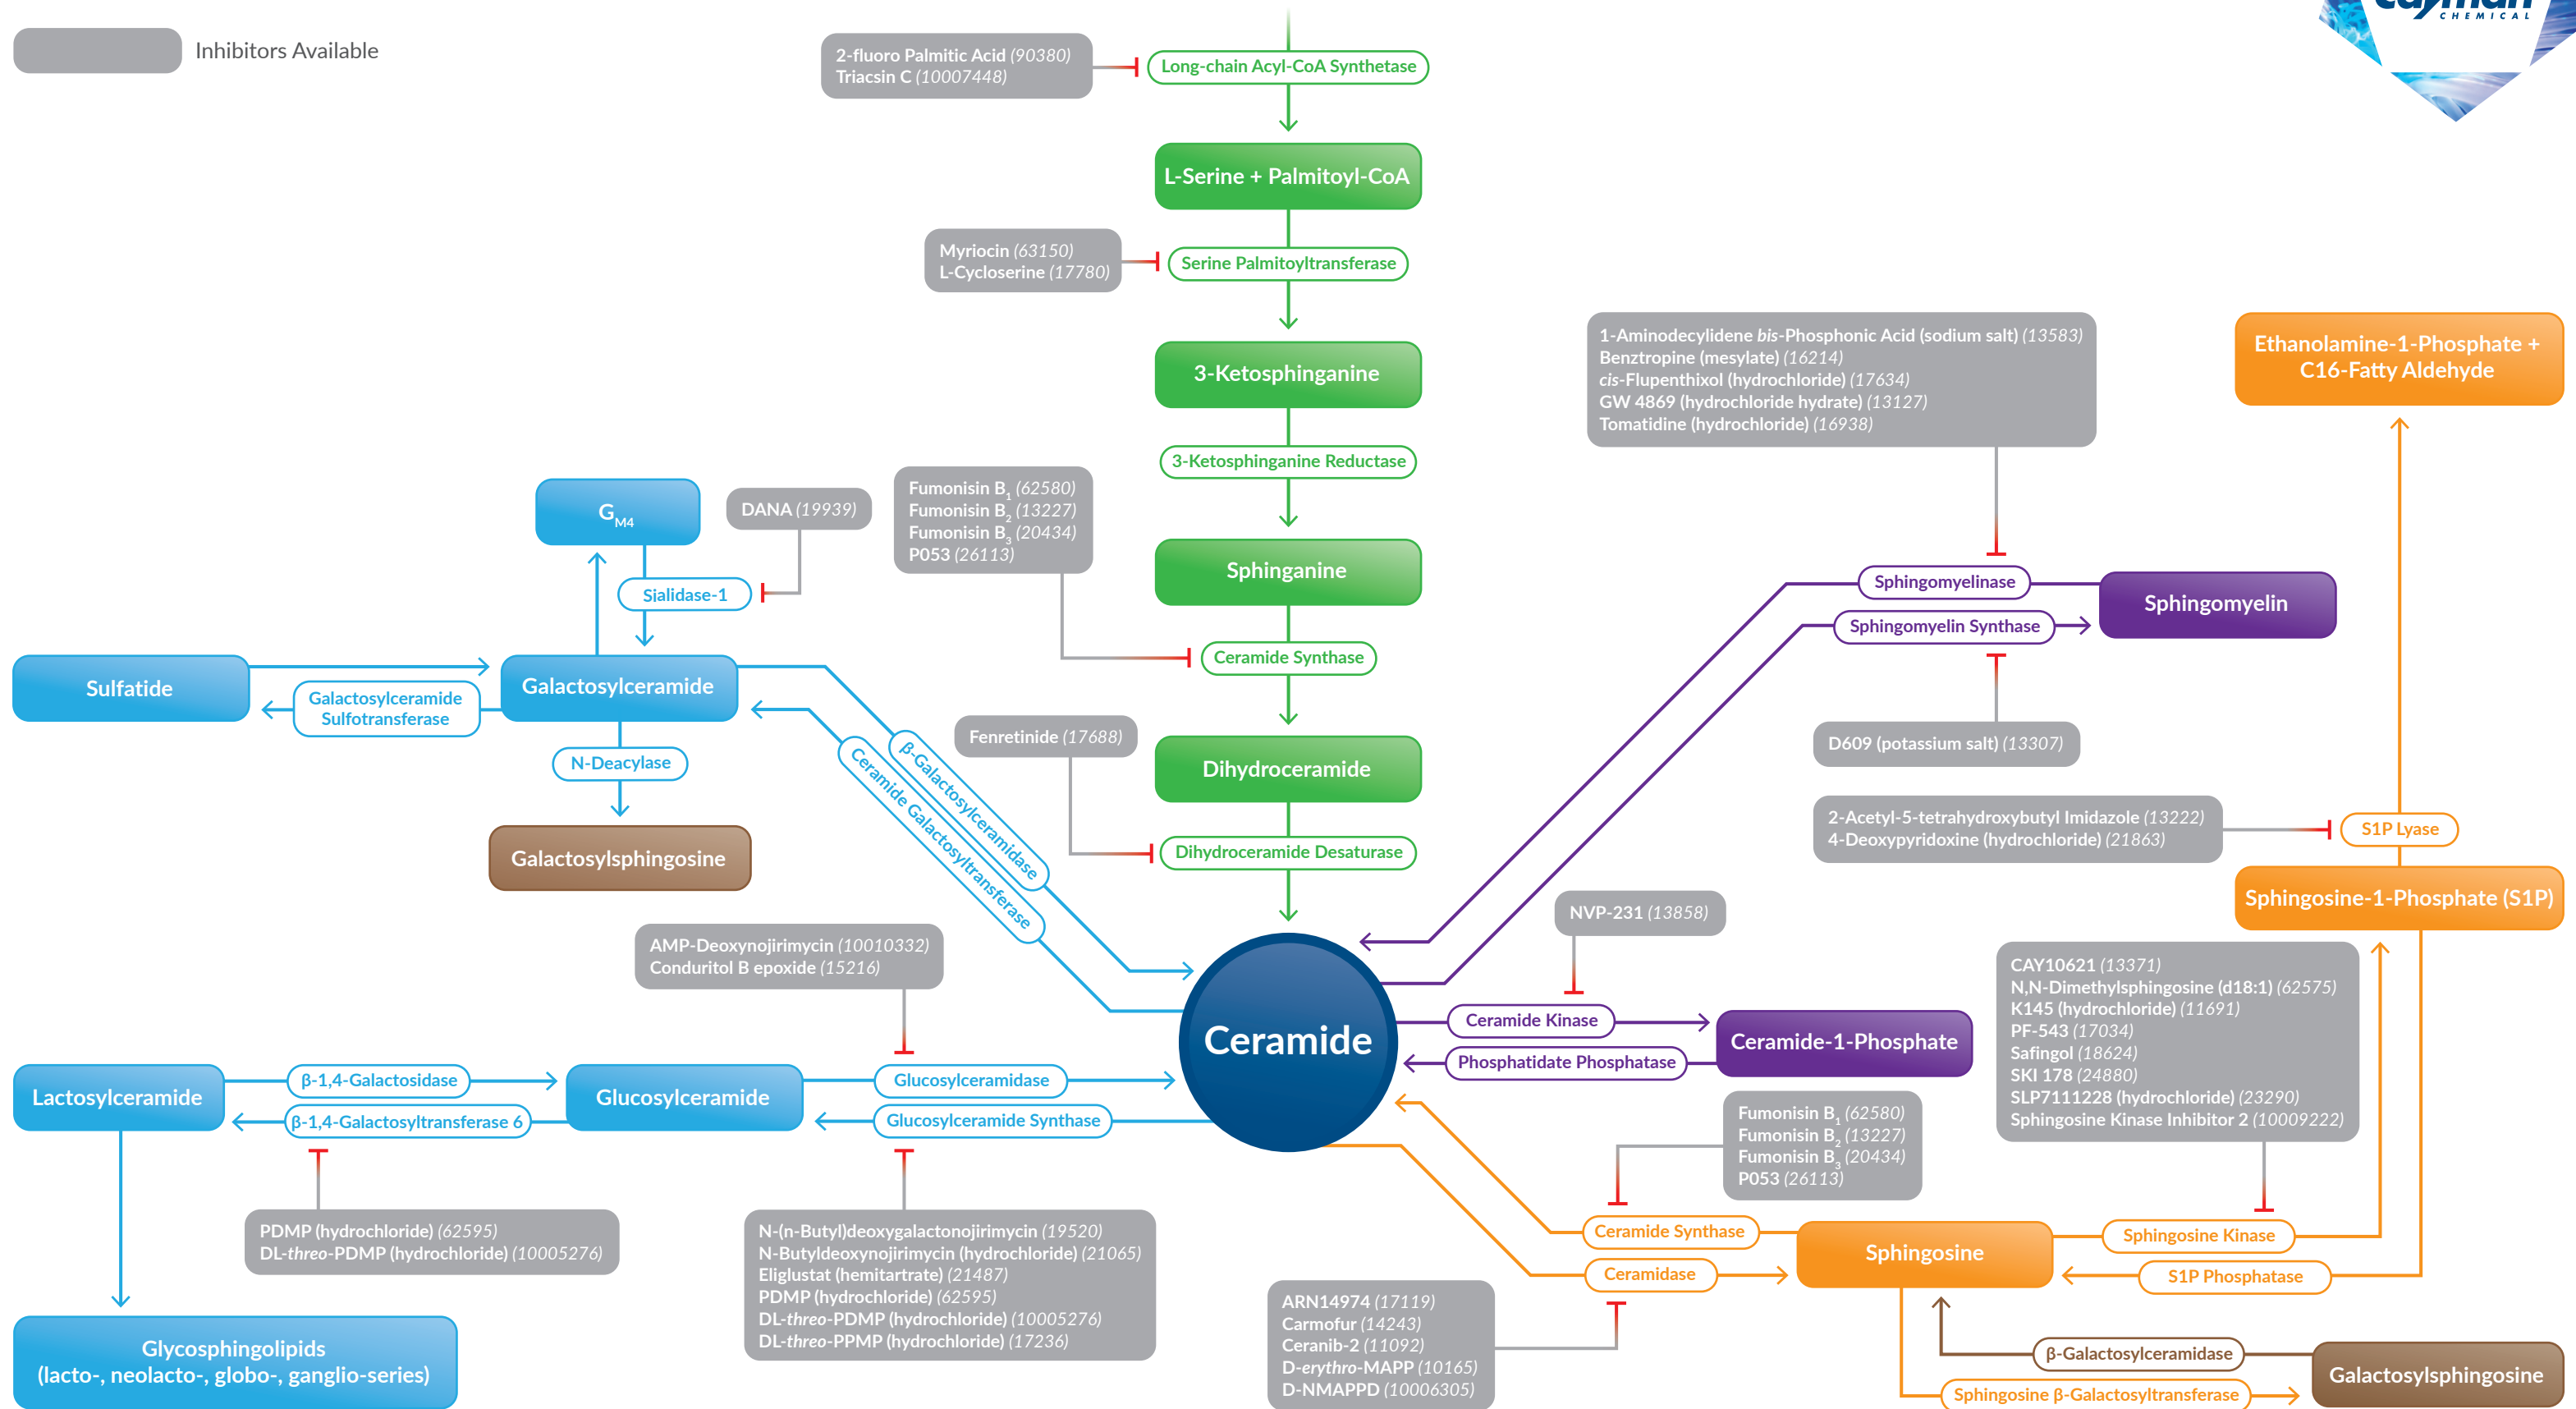 Cayman
CHEMICAL
Inhibitors Available
2-fluoro Palmitic Acid (90380)
Triacsin C (10007448)
Long-chain Acyl-CoA Synthetase
L-Serine + Palmitoyl-CoA
Myriocin (63150)
L-Cycloserine (17780)
Serine Palmitoyltransferase
3-Ketosphinganine
1-Aminodecylidene bis-Phosphonic Acid (sodium salt) (13583)
Benztropine (mesylate) (16214)
cis-Flupenthixol (hydrochloride) (17634)
GW 4869 (hydrochloride hydrate) (13127)
Tomatidine (hydrochloride) (16938)
Ethanolamine-1-Phosphate +
C16-Fatty Aldehyde
3-Ketosphinganine Reductase
GM4
DANA (19939)
Fumonisin B1 (62580)
Fumonisin B2 (13227)
Fumonisin B3 (20434)
P053 (26113)
Sphinganine
Sialidase-1
Sphingomyelinase
Sphingomyelin
Sphingomyelin Synthase
Ceramide Synthase
Sulfatide
Galactosylceramide
Sulfotransferase
Galactosylceramide
N-Deacylase
Galactosylsphingosine
β-Galactosylceramidase
Ceramide Galactosyltransferase
Fenretinide (17688)
Dihydroceramide
Dihydroceramide Desaturase
D609 (potassium salt) (13307)
2-Acetyl-5-tetrahydroxybutyl Imidazole (13222)
4-Deoxypyridoxine (hydrochloride) (21863)
S1P Lyase
Sphingosine-1-Phosphate (S1P)
NVP-231 (13858)
AMP-Deoxynojirimycin (10010332)
Conduritol B epoxide (15216)
Ceramide
Ceramide Kinase
Phosphatidate Phosphatase
Ceramide-1-Phosphate
CAY10621 (13371)
N,N-Dimethylsphingosine (d18:1) (62575)
K145 (hydrochloride) (11691)
PF-543 (17034)
Safingol (18624)
SKI 178 (24880)
SLP7111228 (hydrochloride) (23290)
Sphingosine Kinase Inhibitor 2 (10009222)
Lactosylceramide
β-1,4-Galactosidase
β-1,4-Galactosyltransferase 6
Glucosylceramide
Glucosylceramidase
Glucosylceramide Synthase
Fumonisin B1 (62580)
Fumonisin B2 (13227)
Fumonisin B3 (20434)
P053 (26113)
PDMP (hydrochloride) (62595)
DL-threo-PDMP (hydrochloride) (10005276)
N-(n-Butyl)deoxygalactonojirimycin (19520)
N-Butyldeoxynojirimycin (hydrochloride) (21065)
Eliglustat (hemitartrate) (21487)
PDMP (hydrochloride) (62595)
DL-threo-PDMP (hydrochloride) (10005276)
DL-threo-PPMP (hydrochloride) (17236)
Ceramide Synthase
Ceramidase
Sphingosine
Sphingosine Kinase
S1P Phosphatase
ARN14974 (17119)
Carmofur (14243)
Ceranib-2 (11092)
D-erythro-MAPP (10165)
D-NMAPPD (10006305)
Glycosphingolipids
(lacto-, neolacto-, globo-, ganglio-series)
β-Galactosylceramidase
Sphingosine β-Galactosyltransferase
Galactosylsphingosine